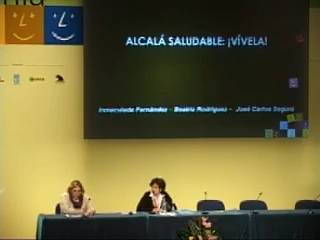 ALCALÁ SALUDABLE: ¡VÍVELA!
Inmaculada Fernández - Beatriz Rodríguez - José Carlos Segura